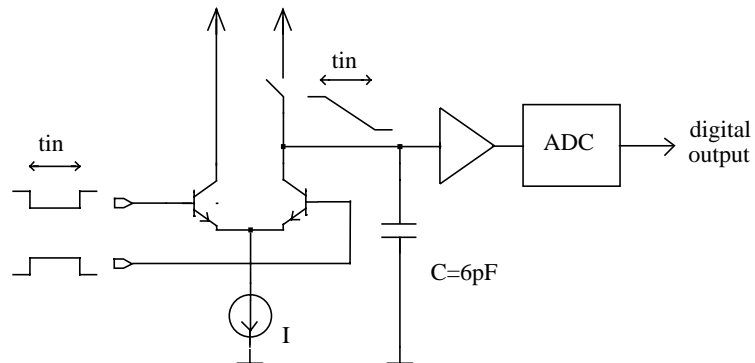 tin
tin
ADC
digital
output
C=6pF
I